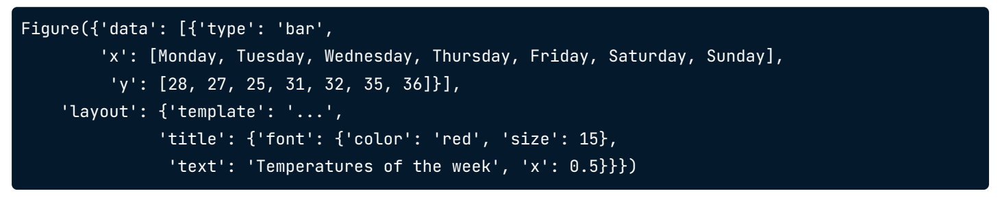 Figure({'data': [{'type': 'bar',
'x': [Monday, Tuesday, Wednesday, Thursday, Friday, Saturday, Sunday],
'y': [28, 27, 25, 31, 32, 35, 36]}],
'layout': {'template': '...',
'title': {'font': {'color': 'red', 'size': 15},
'text': 'Temperatures of the week', 'x': 0.5}}})